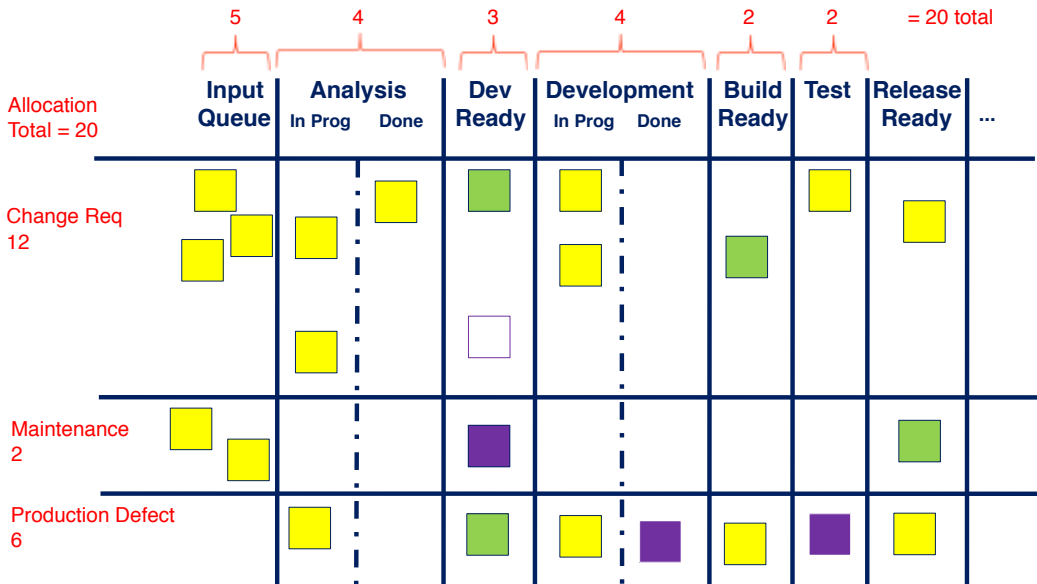 5 4 3 4 2 2 = 20 total
Allocation
Total = 20
Input
Queue
Analysis
In Prog Done
Dev
Ready
Development
In Prog Done
Build
Ready
Test
Release
Ready
...
Change Req
12
Maintenance
2
Production Defect
6